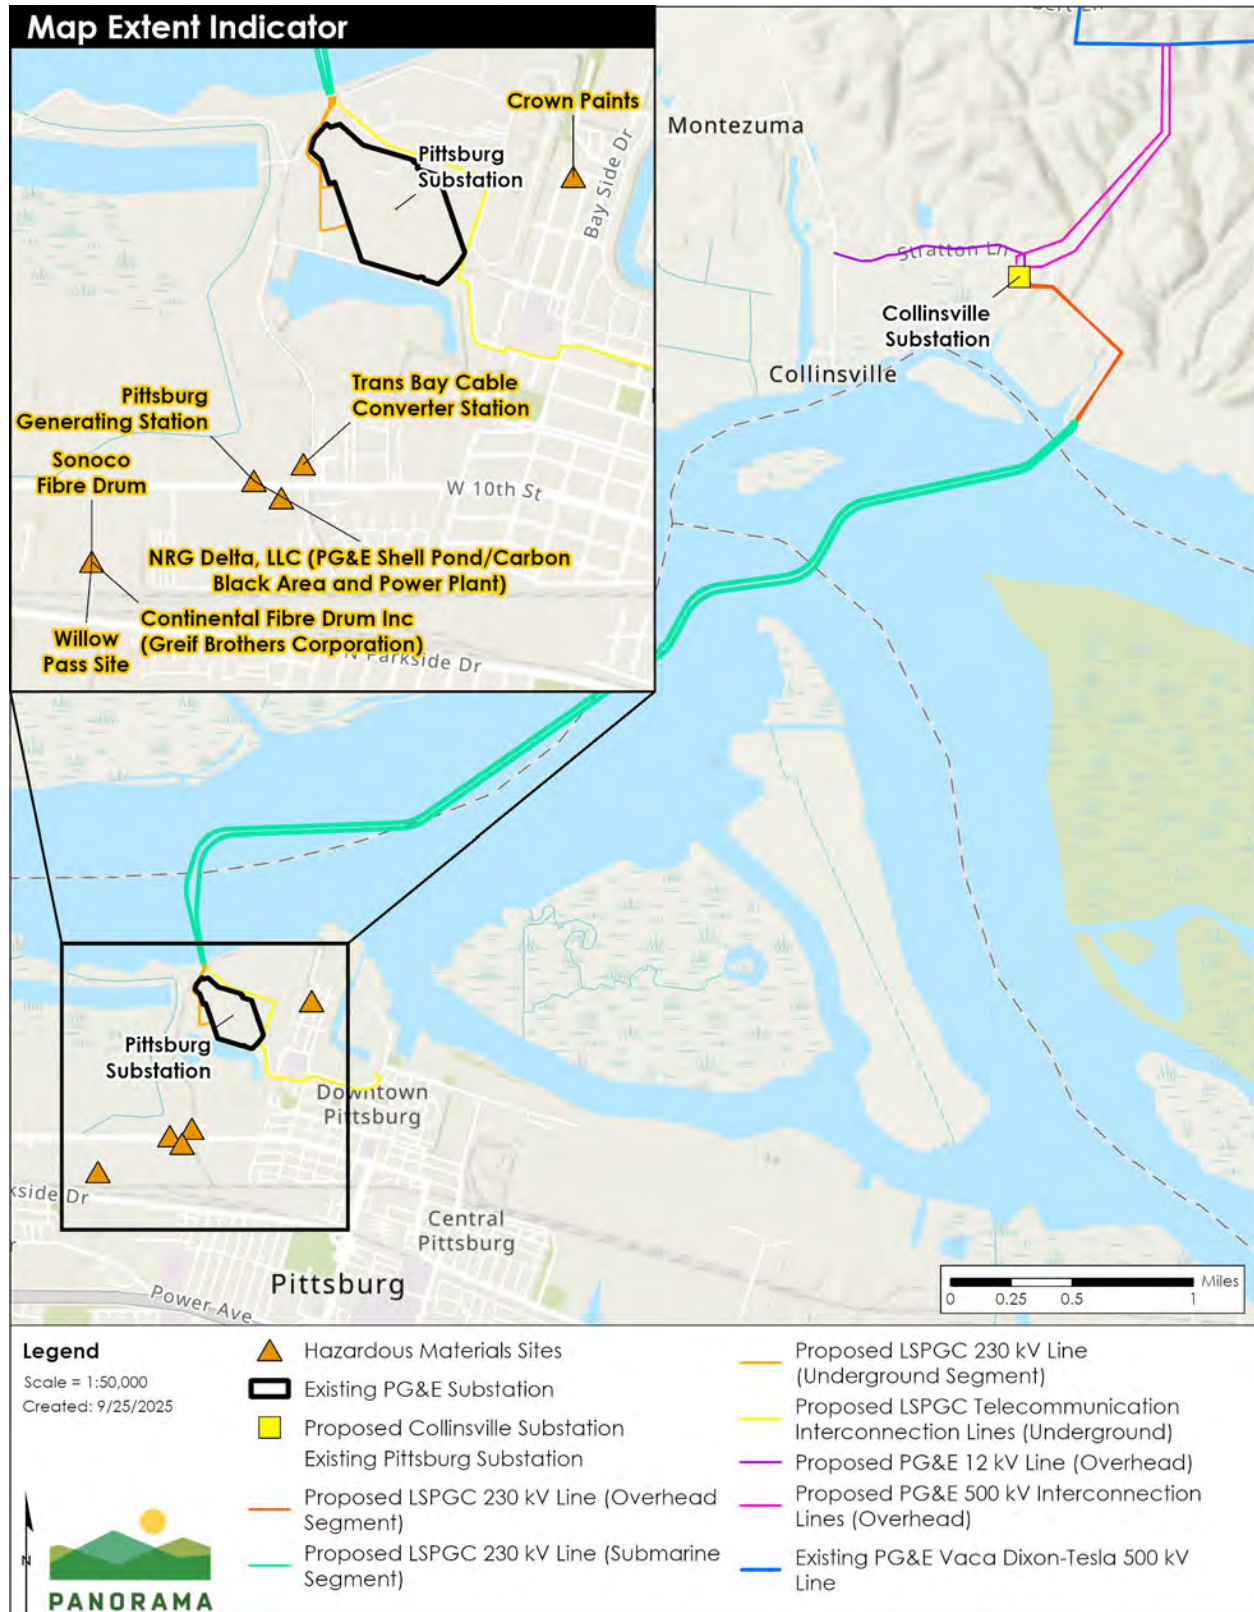 Map Extent Indicator
Crown Paints
Pittsburg
Substation
Bay Side Dr
Trans Bay Cable
Converter Station
Pittsburg
Generating Station
Sonoco
Fibre Drum
W 10th St
NRG Delta, LLC (PG&E Shell Pond/Carbon
Black Area and Power Plant)
Continental Fibre Drum Inc
(Greif Brothers Corporation)
Willow
Pass Site
N Parkside Dr
Montezuma
Stratton Ln
Collinsville
Substation
Collinsville
Pittsburg
Substation
Downtown
Pittsburg
kside Dr
Central
Pittsburg
Pittsburg
Power Ave
Miles
0 0.25 0.5 1
Legend
Scale = 1:50,000
Created: 9/25/2025
N
PANORAMA
Hazardous Materials Sites
Existing PG&E Substation
Proposed Collinsville Substation
Existing Pittsburg Substation
Proposed LSPGC 230 kV Line (Overhead
Segment)
Proposed LSPGC 230 kV Line (Submarine
Segment)
Proposed LSPGC 230 kV Line
(Underground Segment)
Proposed LSPGC Telecommunication
Interconnection Lines (Underground)
Proposed PG&E 12 kV Line (Overhead)
Proposed PG&E 500 kV Interconnection
Lines (Overhead)
Existing PG&E Vaca Dixon-Tesla 500 kV
Line